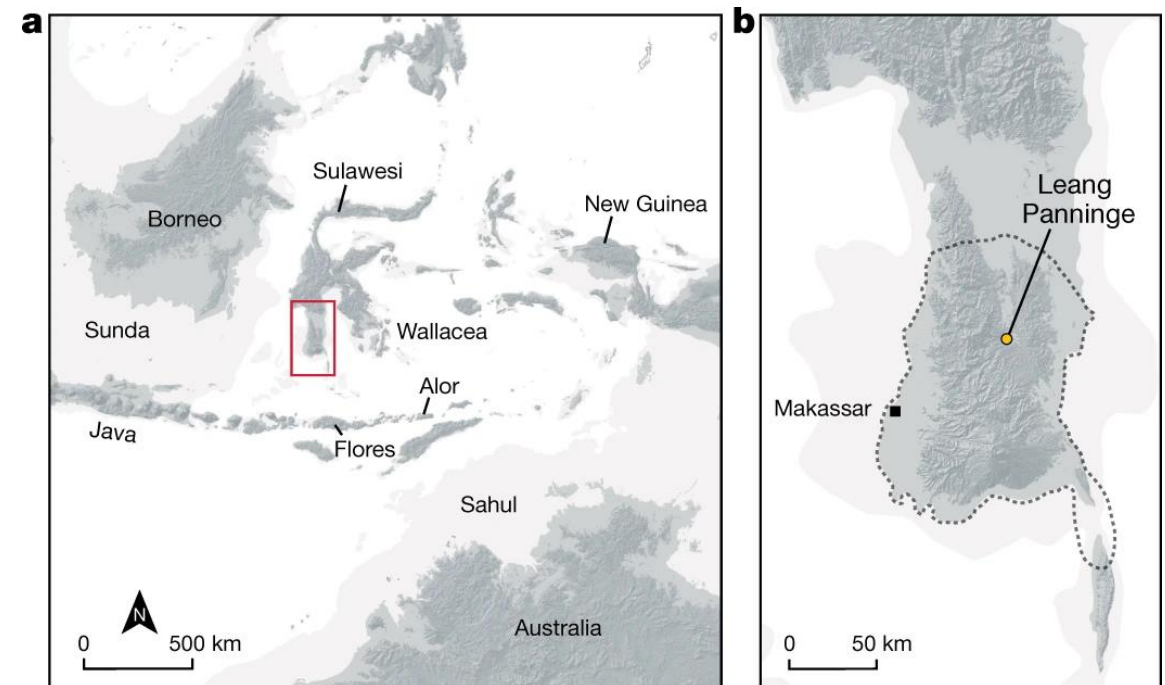 a
Sulawesi
New Guinea
Borneo
Sunda
Wallacea
Alor
Java
Flores
Sahul
N
0 500 km
Australia
b
Leang
Panninge
Makassar
0 50 km